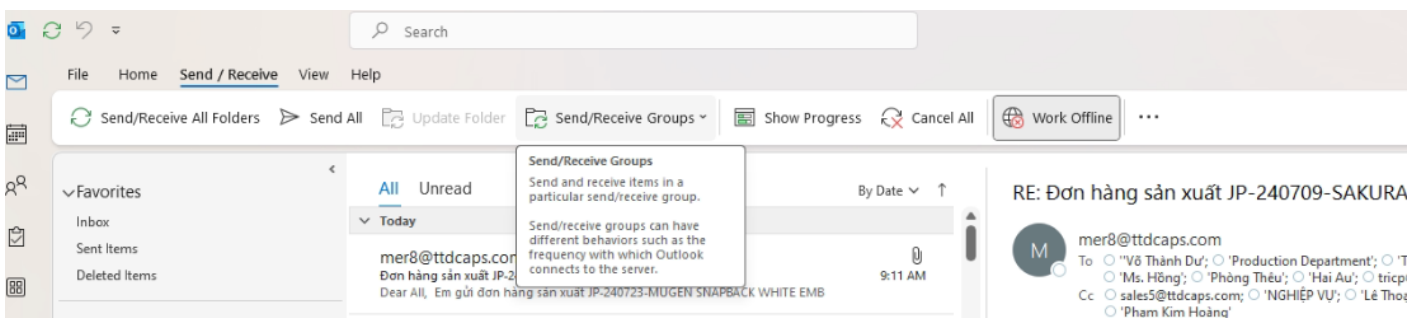 Search
File Home Send / Receive View Help
Send/Receive All Folders Send All Update Folder Send/Receive Groups Show Progress Cancel All Work Offline ...
Send/Receive Groups
Send and receive items in a
particular send/receive group.
Send/receive groups can have
different behaviors such as the
frequency with which Outlook
connects to the server.
Favorites
Inbox
Sent Items
Deleted Items
All Unread By Date
Today
mer8@ttdcaps.com
Đơn hàng sản xuất JP-2
9:11 AM
Dear All, Em gửi đơn hàng sản xuất JP-240723-MUGEN SNAPBACK WHITE EMB
RE: Đơn hàng sản xuất JP-240709-SAKURA
M
mer8@ttdcaps.com
To "Võ Thành Dư'; 'Production Department'; 'T
'Ms. Hồng'; 'Phòng Thêu'; 'Hai Au'; tricp
Cc sales5@ttdcaps.com; 'NGHIỆP VỤ'; 'Lê Thoa
'Pham Kim Hoàng'